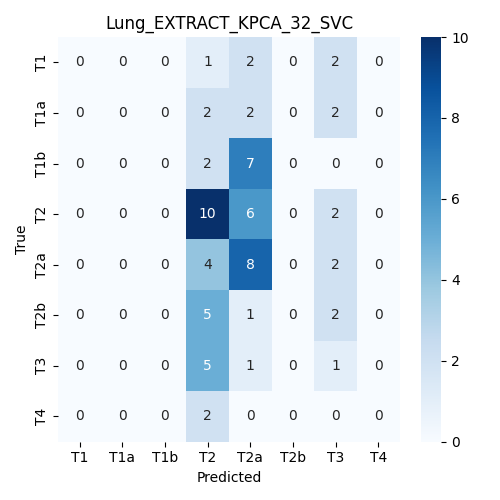 Lung_EXTRACT_KPCA_32_SVC
True
T1 0 0 0 1 2 0 2 0
T1a 0 0 0 2 2 0 2 0
T1b 0 0 0 2 7 0 0 0
T2 0 0 0 10 6 0 2 0
T2a 0 0 0 4 8 0 2 0
T2b 0 0 0 5 1 0 2 0
T3 0 0 0 5 1 0 1 0
T4 0 0 0 2 0 0 0 0
T1 T1a T1b T2 T2a T2b T3 T4
Predicted
10
8
6
4
2
0